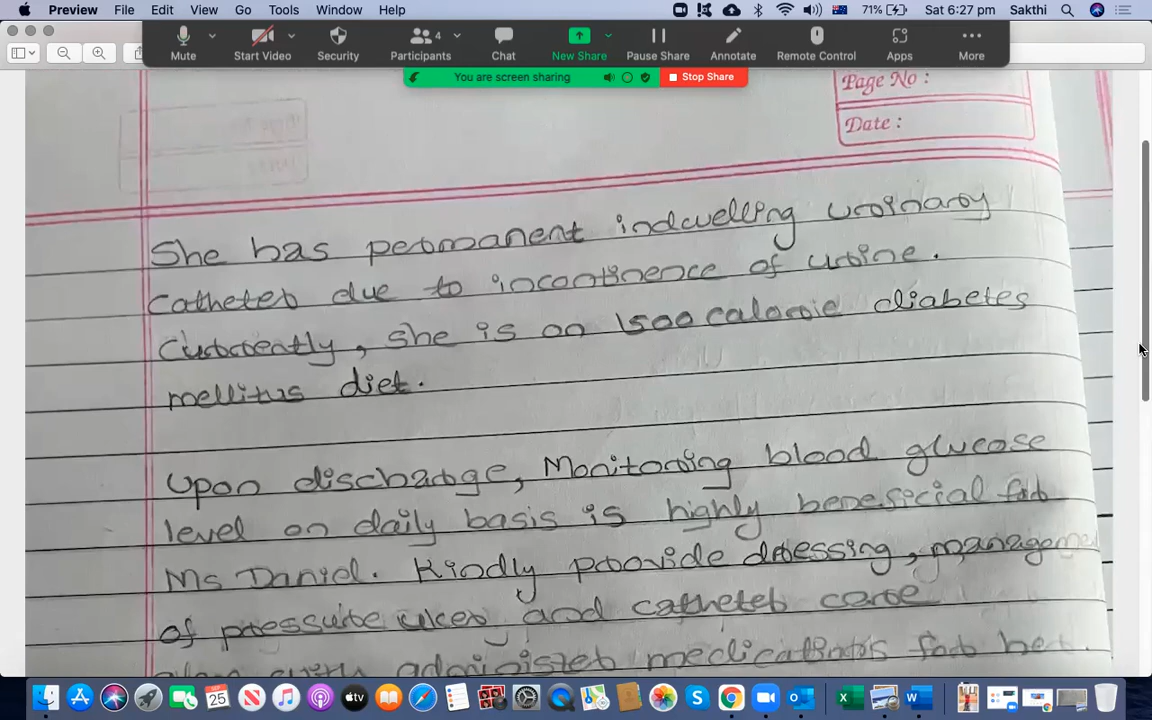 Preview File Edit View Go Tools Window Help 71% Sat 6:27 pm Sakthi
Mute Start Video Security Participants 4 Chat New Share Pause Share Annotate Remote Control Apps More
You are screen sharing Stop Share
Page No :
Date :
She has permanent indwelling urinary
catheter due to incontinence of urine.
Currently, she is on 1500 calorie diabetes
mellitus diet.
Upon discharge, Monitoring blood glucose
level on daily basis is highly beneficial for
Ms Daniel. Kindly provide dressing, manageme
of pressure ulcer and catheter care
administer medications for her.
SEP
25